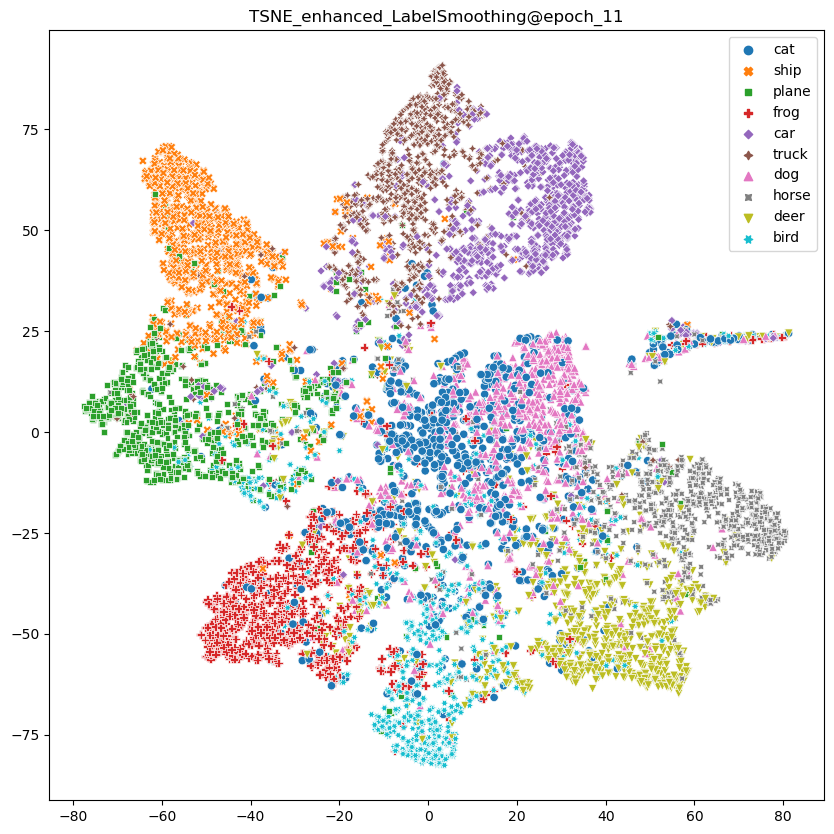 TSNE_enhanced_LabelSmoothing@epoch_11
cat
ship
plane
frog
car
truck
dog
horse
deer
bird
75
50
25
0
−25
−50
−75
−80
−60
−40
−20
0
20
40
60
80